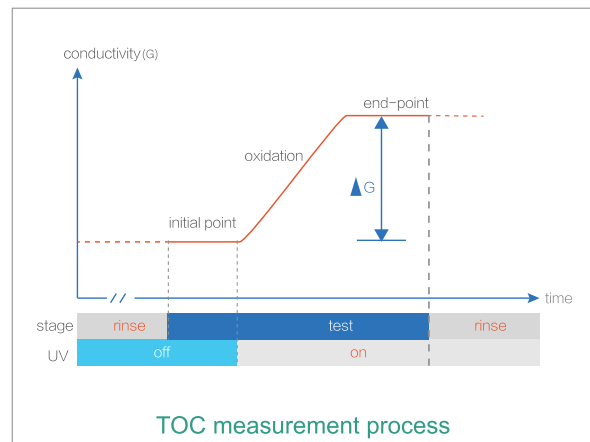 conductivity(G)
end-point
oxidation
G
initial point
time
stage rinse test rinse
UV off on
TOC measurement process